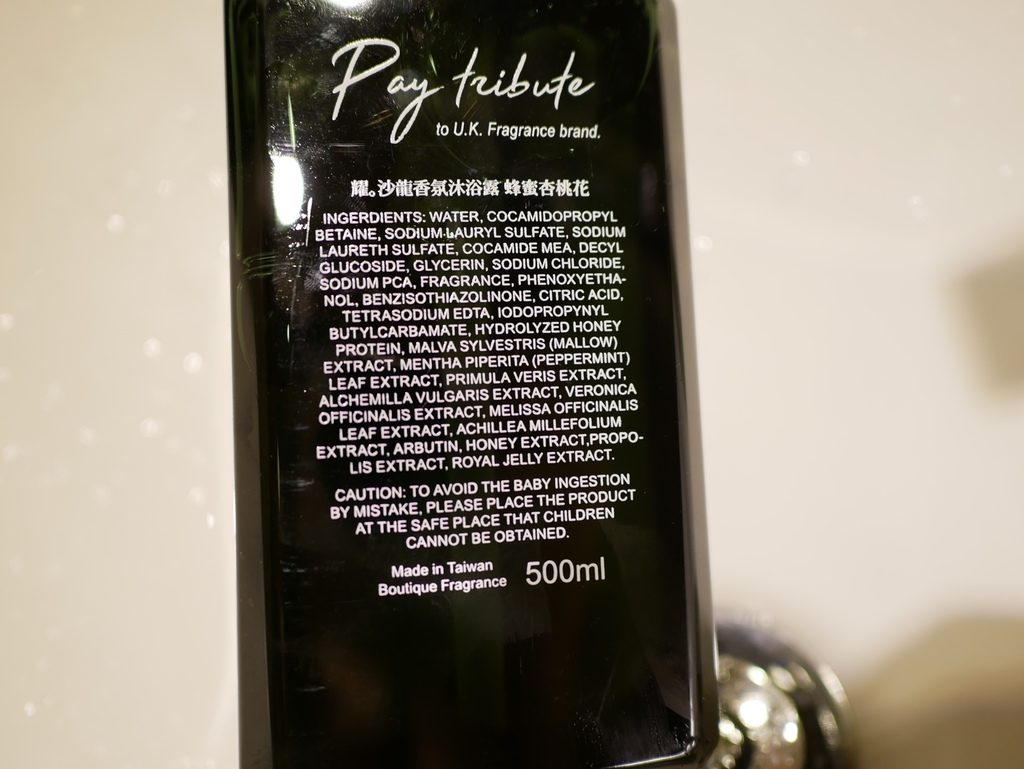 Pay tribute
to U.K. Fragrance brand.
耀。沙龍香氛沐浴露 蜂蜜杏桃花
INGERDIENTS: WATER, COCAMIDOPROPYL
BETAINE, SODIUM LAURYL SULFATE, SODIUM
LAURETH SULFATE, COCAMIDE MEA, DECYL
GLUCOSIDE, GLYCERIN, SODIUM CHLORIDE,
SODIUM PCA, FRAGRANCE, PHENOXYETHA-
NOL, BENZISOTHIAZOLINONE, CITRIC ACID,
TETRASODIUM EDTA, IODOPROPYNYL
BUTYLCARBAMATE, HYDROLYZED HONEY
PROTEIN, MALVA SYLVESTRIS (MALLOW)
EXTRACT, MENTHA PIPERITA (PEPPERMINT)
LEAF EXTRACT, PRIMULA VERIS EXTRACT,
ALCHEMILLA VULGARIS EXTRACT, VERONICA
OFFICINALIS EXTRACT, MELISSA OFFICINALIS
LEAF EXTRACT, ACHILLEA MILLEFOLIUM
EXTRACT, ARBUTIN, HONEY EXTRACT,PROPO-
LIS EXTRACT, ROYAL JELLY EXTRACT.
CAUTION: TO AVOID THE BABY INGESTION
BY MISTAKE, PLEASE PLACE THE PRODUCT
AT THE SAFE PLACE THAT CHILDREN
CANNOT BE OBTAINED.
Made in Taiwan
Boutique Fragrance
500ml